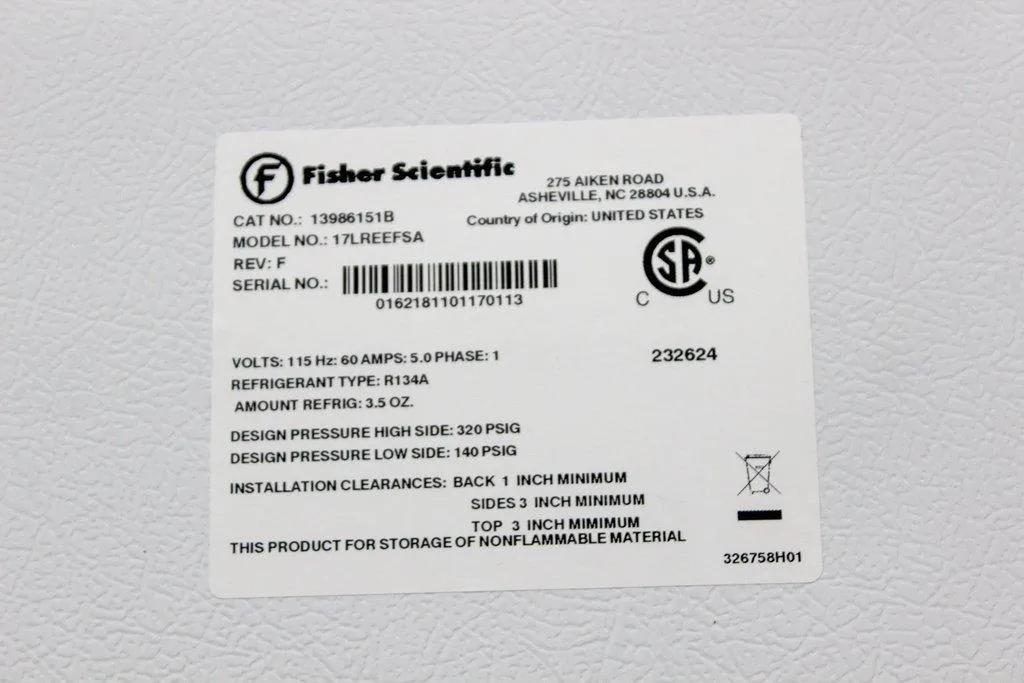 F Fisher Scientific
275 AIKEN ROAD
ASHEVILLE, NC 28804 U.S.A.
CAT NO.: 13986151B
Country of Origin: UNITED STATES
MODEL NO.: 17LREEFSA
REV: F
SERIAL NO.:
0162181101170113
C SA ® US
VOLTS: 115 Hz: 60 AMPS: 5.0 PHASE: 1
232624
REFRIGERANT TYPE: R134A
AMOUNT REFRIG: 3.5 OZ.
DESIGN PRESSURE HIGH SIDE: 320 PSIG
DESIGN PRESSURE LOW SIDE: 140 PSIG
INSTALLATION CLEARANCES: BACK 1 INCH MINIMUM
SIDES 3 INCH MINIMUM
TOP 3 INCH MIMIMUM
THIS PRODUCT FOR STORAGE OF NONFLAMMABLE MATERIAL
326758H01